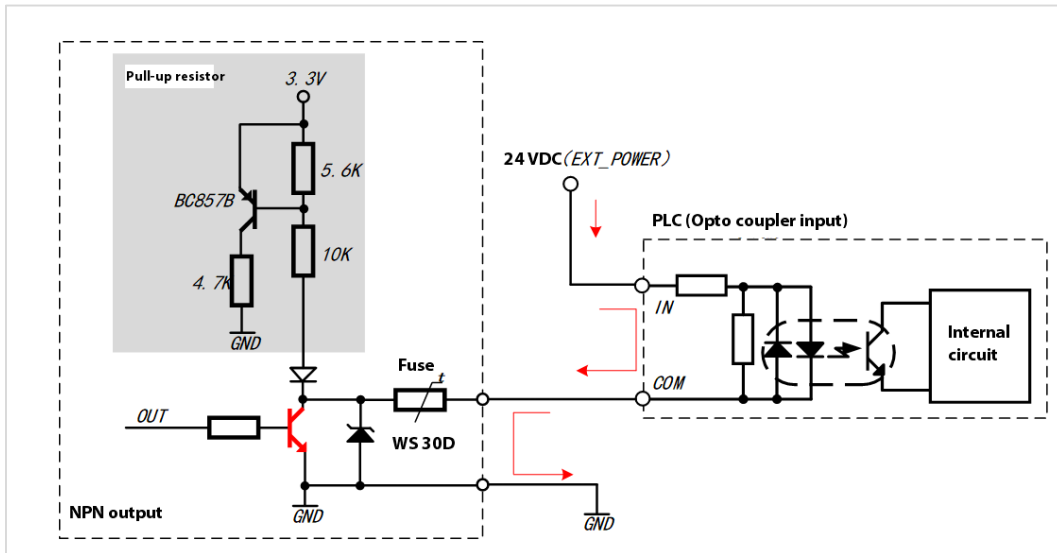 Pull-up resistor
3.3V
5.6K
BC857B
10K
4.7K
GND
24 VDC(EXT_POWER)
PLC (Opto coupler input)
IN
Internal
circuit
COM
Fuse
t
OUT
WS 30D
GND
GND
NPN output